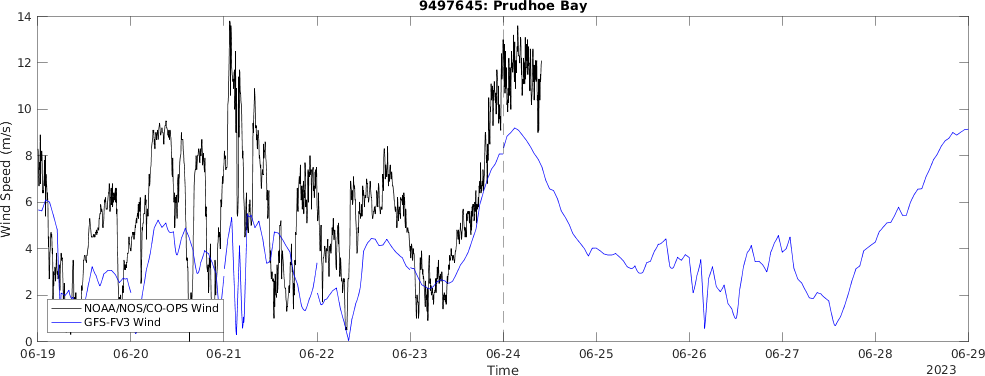 9497645: Prudhoe Bay
Wind Speed (m/s)
14
12
10
8
6
4
2
0
NOAA/NOS/CO-OPS Wind
GFS-FV3 Wind
06-19 06-20 06-21 06-22 06-23 06-24 06-25 06-26 06-27 06-28 06-29
Time
2023